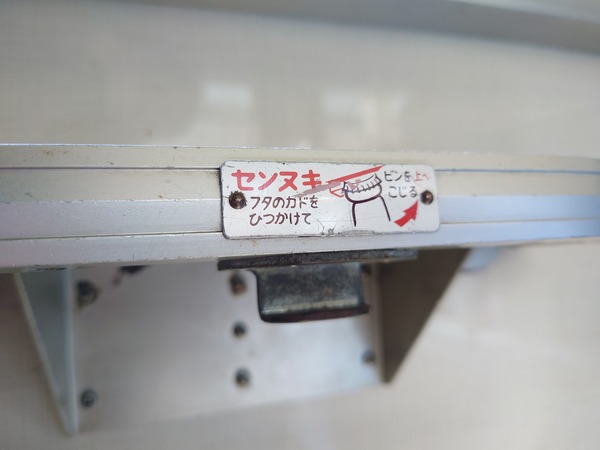 センヌキ
フタのカドを
ひつかけて
ビンを上へ
こじる